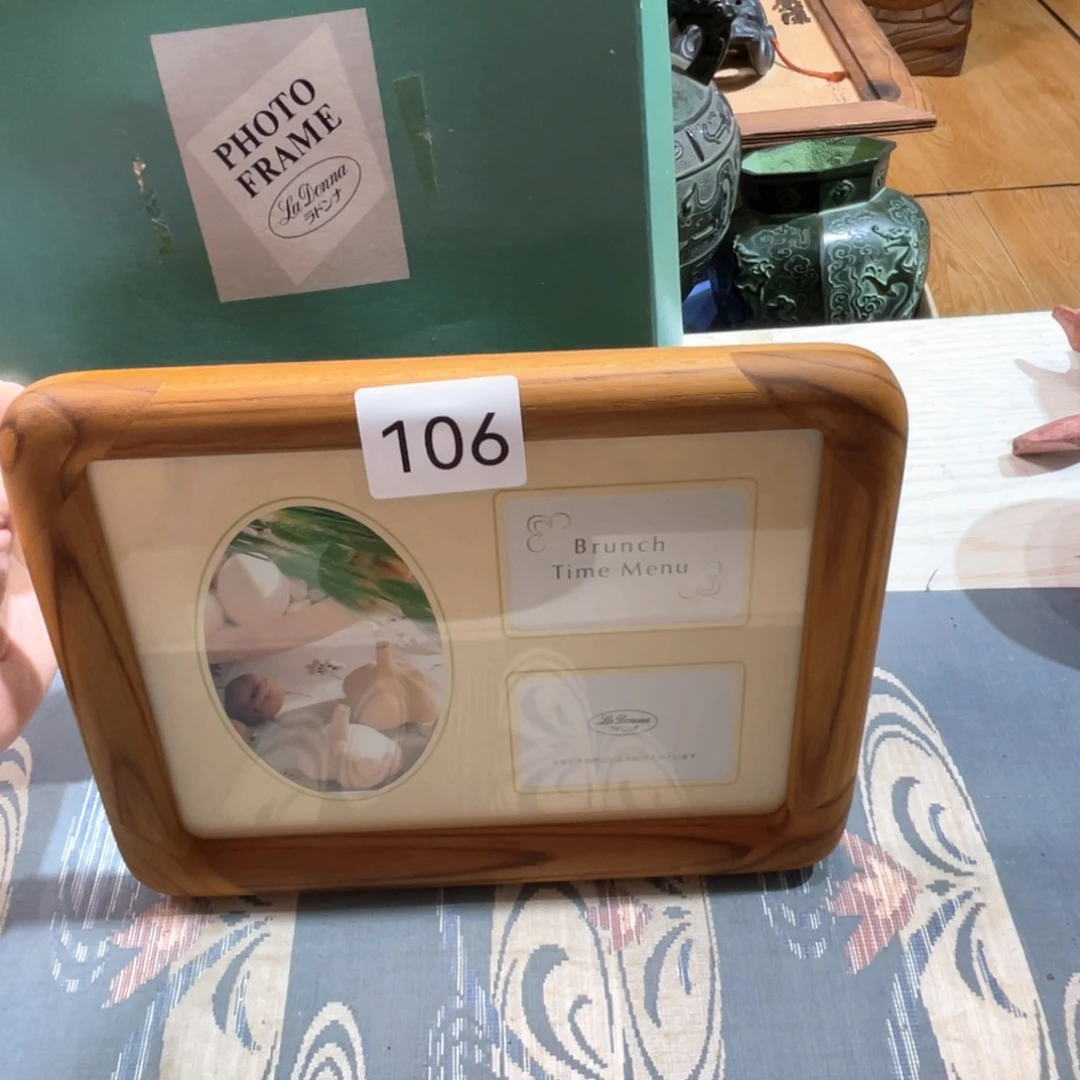 PHOTO
FRAME
La Donna
ラドンナ
106
Brunch
Time Menu
La Donna